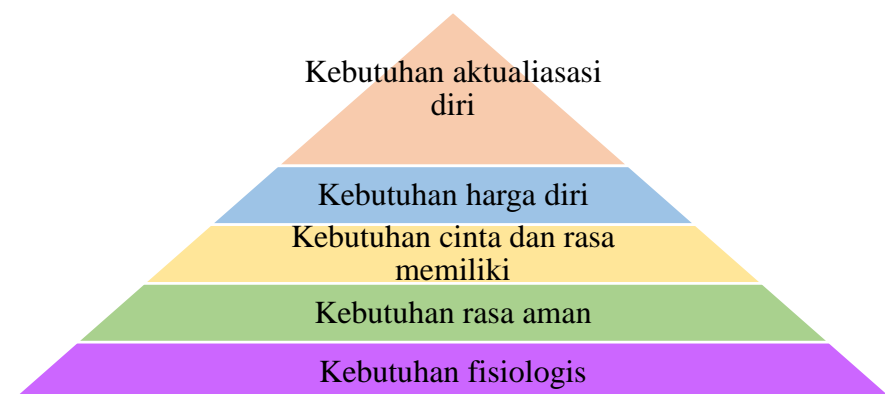 Kebutuhan aktualiasasi
diri
Kebutuhan harga diri
Kebutuhan cinta dan rasa
memiliki
Kebutuhan rasa aman
Kebutuhan fisiologis